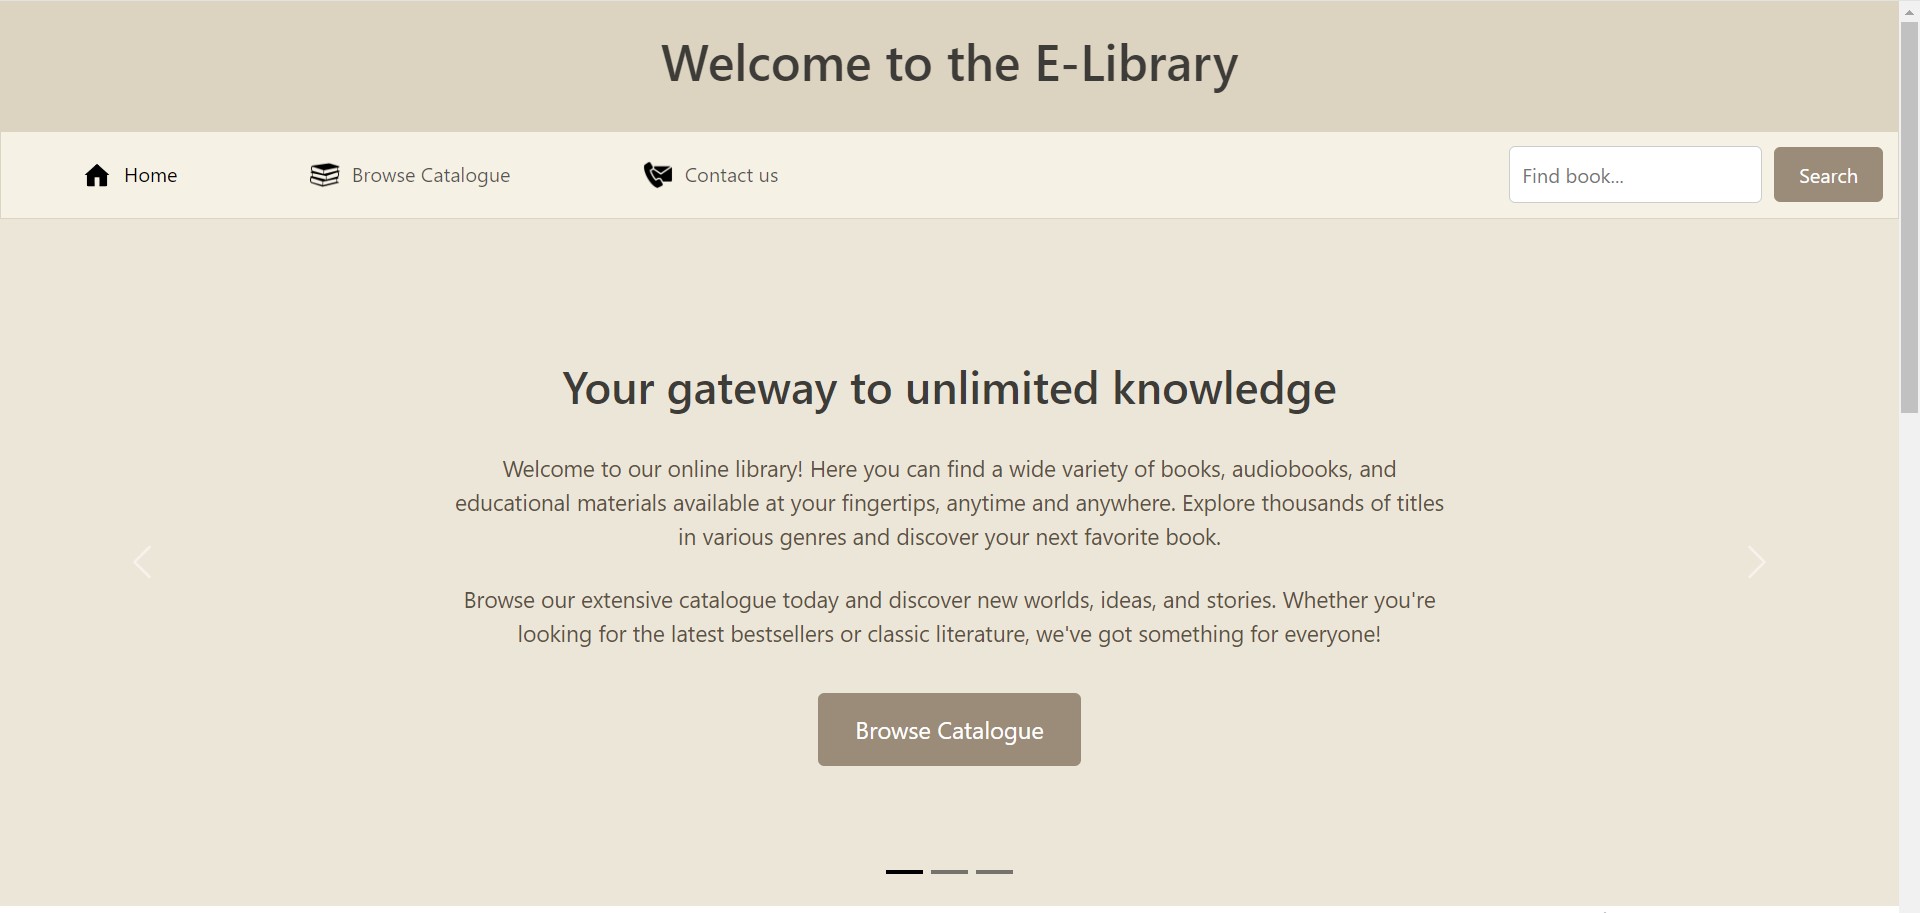 Welcome to the E-Library
Home
Browse Catalogue
Contact us
Find book...
Search
Your gateway to unlimited knowledge
Welcome to our online library! Here you can find a wide variety of books, audiobooks, and
educational materials available at your fingertips, anytime and anywhere. Explore thousands of titles
in various genres and discover your next favorite book.
Browse our extensive catalogue today and discover new worlds, ideas, and stories. Whether you're
looking for the latest bestsellers or classic literature, we've got something for everyone!
Browse Catalogue